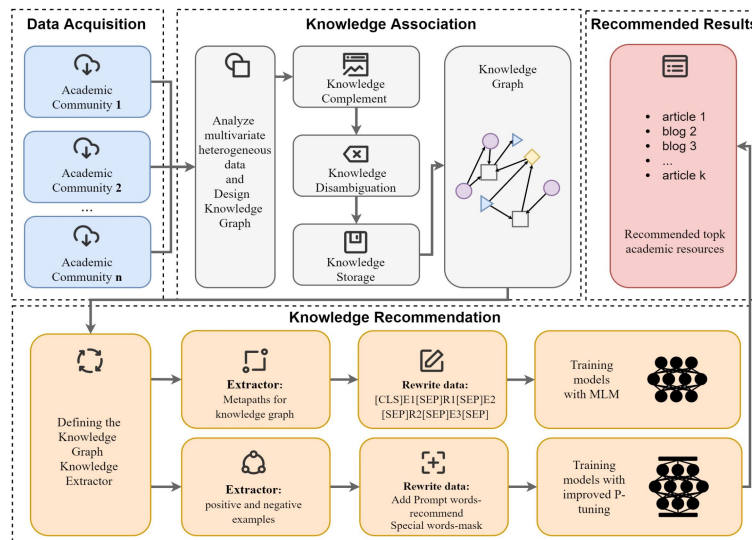 Data Acquisition
Academic
Community 1
Academic
Community 2
...
Academic
Community n
Knowledge Association
Analyze
multivariate
heterogeneous
data
and
Design
Knowledge
Graph
Knowledge
Complement
Knowledge
Disambiguation
Knowledge
Storage
Knowledge
Graph
Recommended Results
• article 1
• blog 2
• blog 3
• ...
• article k
Recommended topk
academic resources
Knowledge Recommendation
Defining the
Knowledge
Graph
Knowledge
Extractor
Extractor:
Metapaths for
knowledge graph
Rewrite data:
[CLS]E1[SEP]R1[SEP]E2
[SEP]R2[SEP]E3[SEP]
Training
models
with MLM
Extractor:
positive and negative
examples
Rewrite data:
Add Prompt words-
recommend
Special words-mask
Training
models with
improved P-
tuning